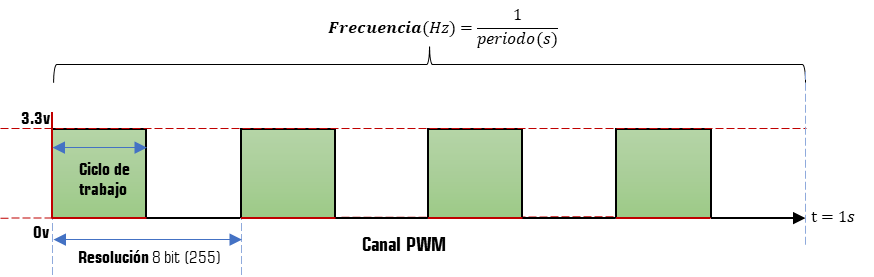 Frecuencia(Hz) = 1 / periodo(s)
3.3v
Ciclo de
trabajo
0v
t = 1s
Canal PWM
Resolución 8 bit (255)